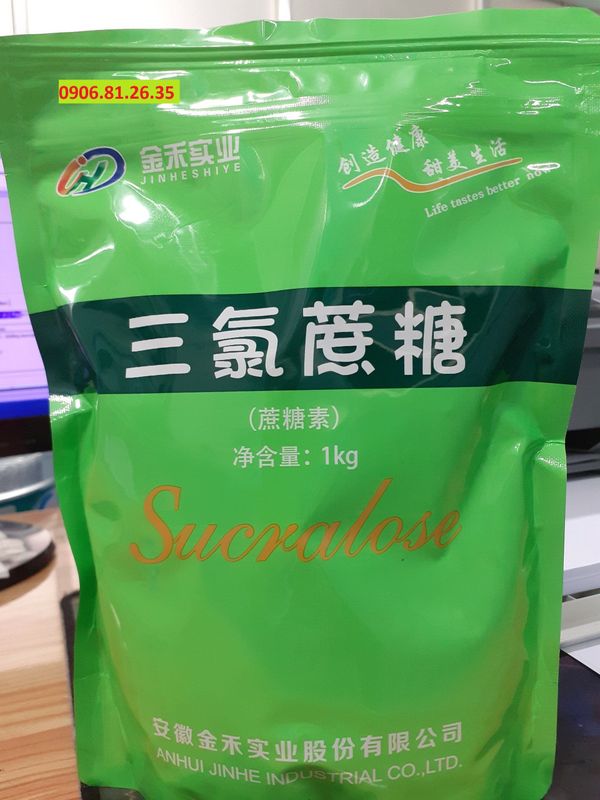 0906.81.26.35
金禾实业
JINHESHIYE
创造健康
甜美生活
Life tastes better now
三氯蔗糖
（蔗糖素）
净含量：1kg
Sucralose
安徽金禾实业股份有限公司
ANHUI JINHE INDUSTRIAL CO.,LTD.